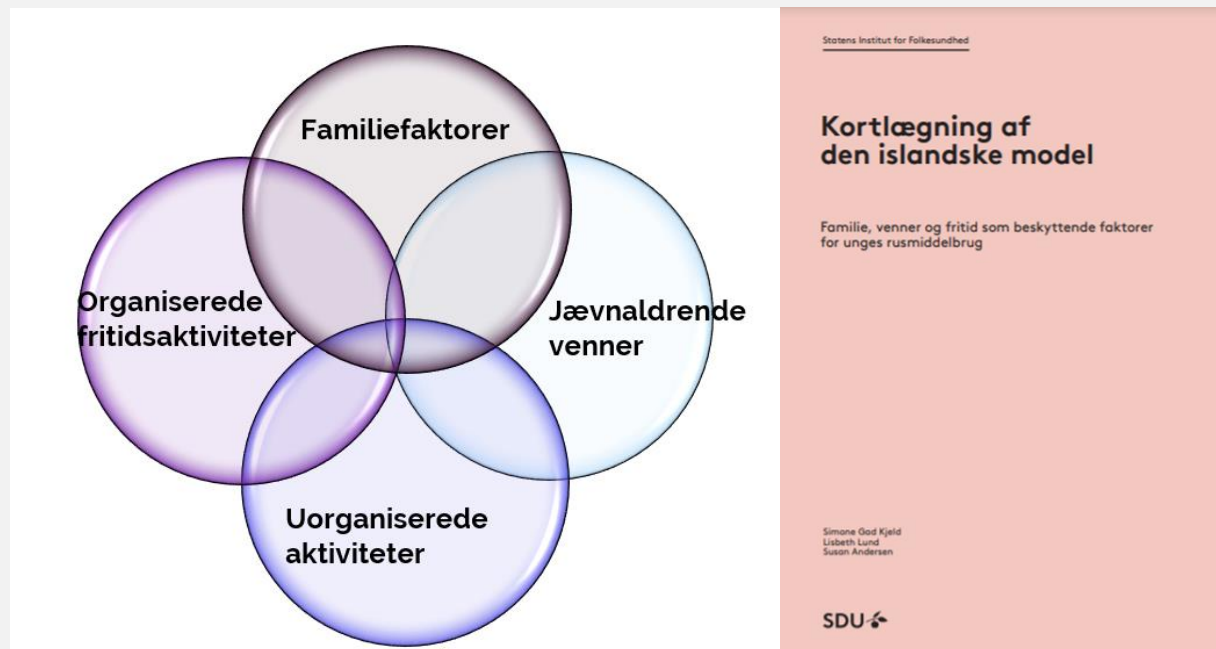 Familiefaktorer
Organiserede
fritidsaktiviteter
Jævnaldrende
venner
Uorganiserede
aktiviteter
Statens Institut for Folkesundhed
Kortlægning af
den islandske model
Familie, venner og fritid som beskyttende faktorer
for unges rusmiddelbrug
Simone Gad Kjeld
Lisbeth Lund
Susan Andersen
SDU